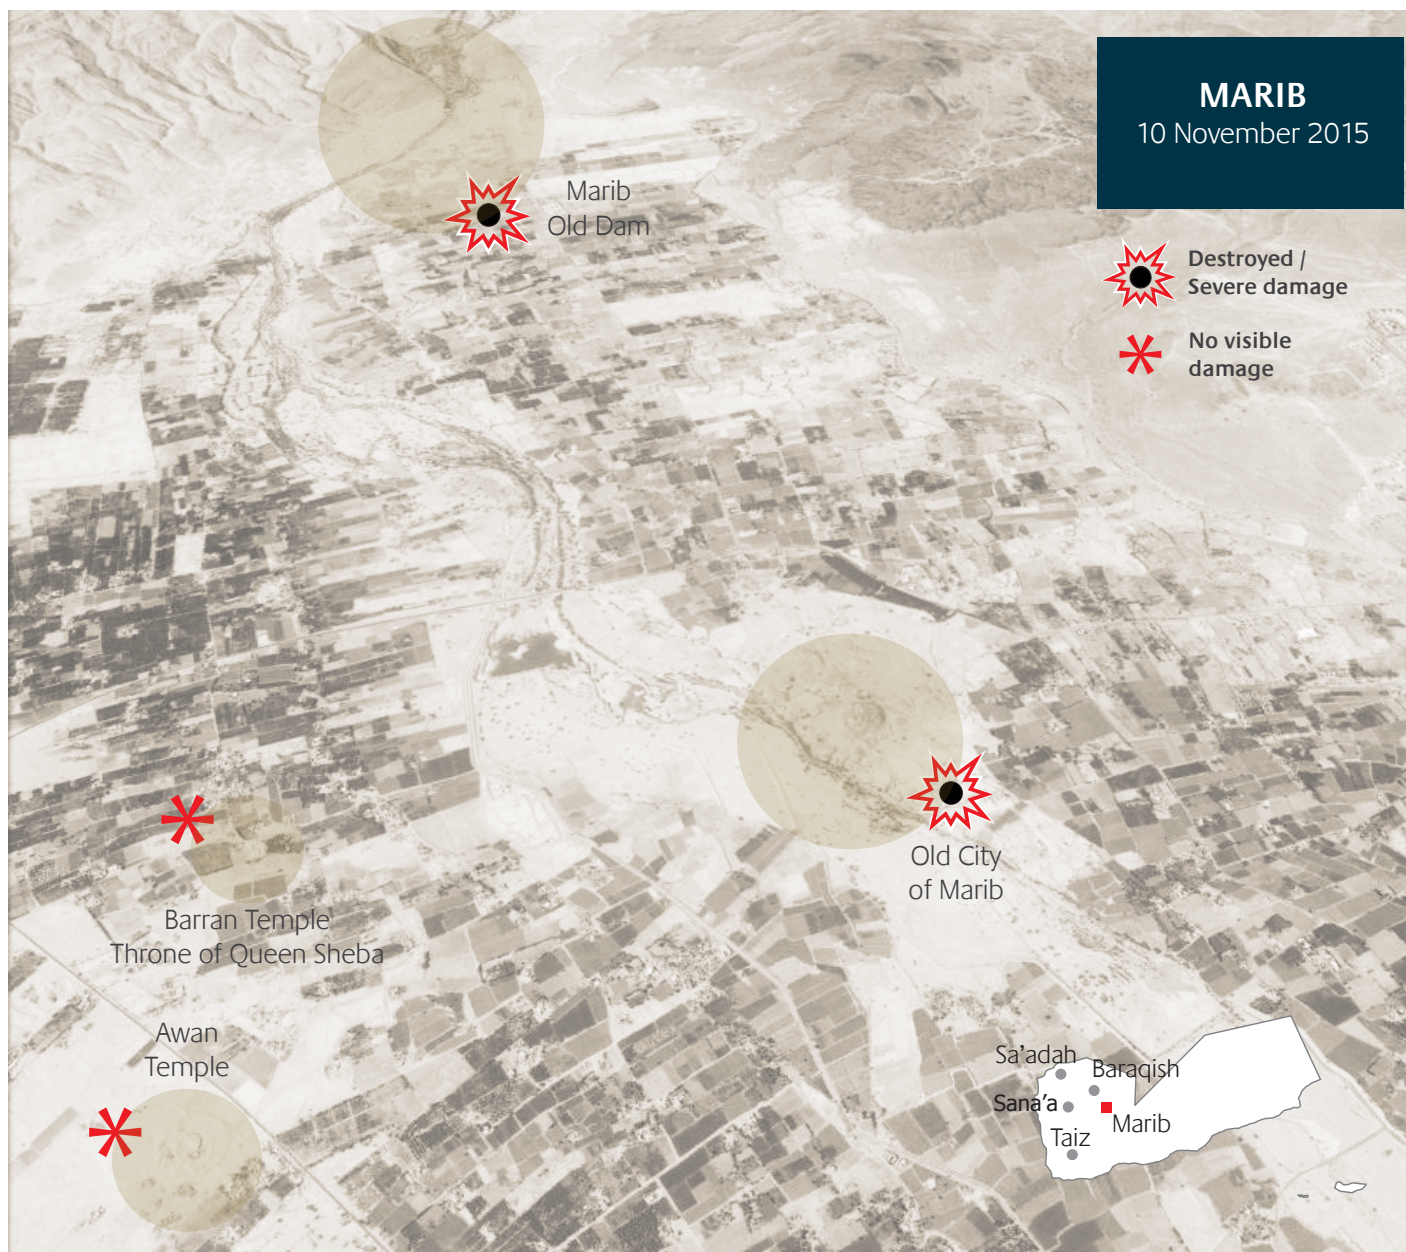 MARIB
10 November 2015
Marib
Old Dam
Destroyed /
Severe damage
No visible
damage
Old City
of Marib
Barran Temple
Throne of Queen Sheba
Awan
Temple
Sa’adah
Baraqish
Sana’a
Marib
Taiz